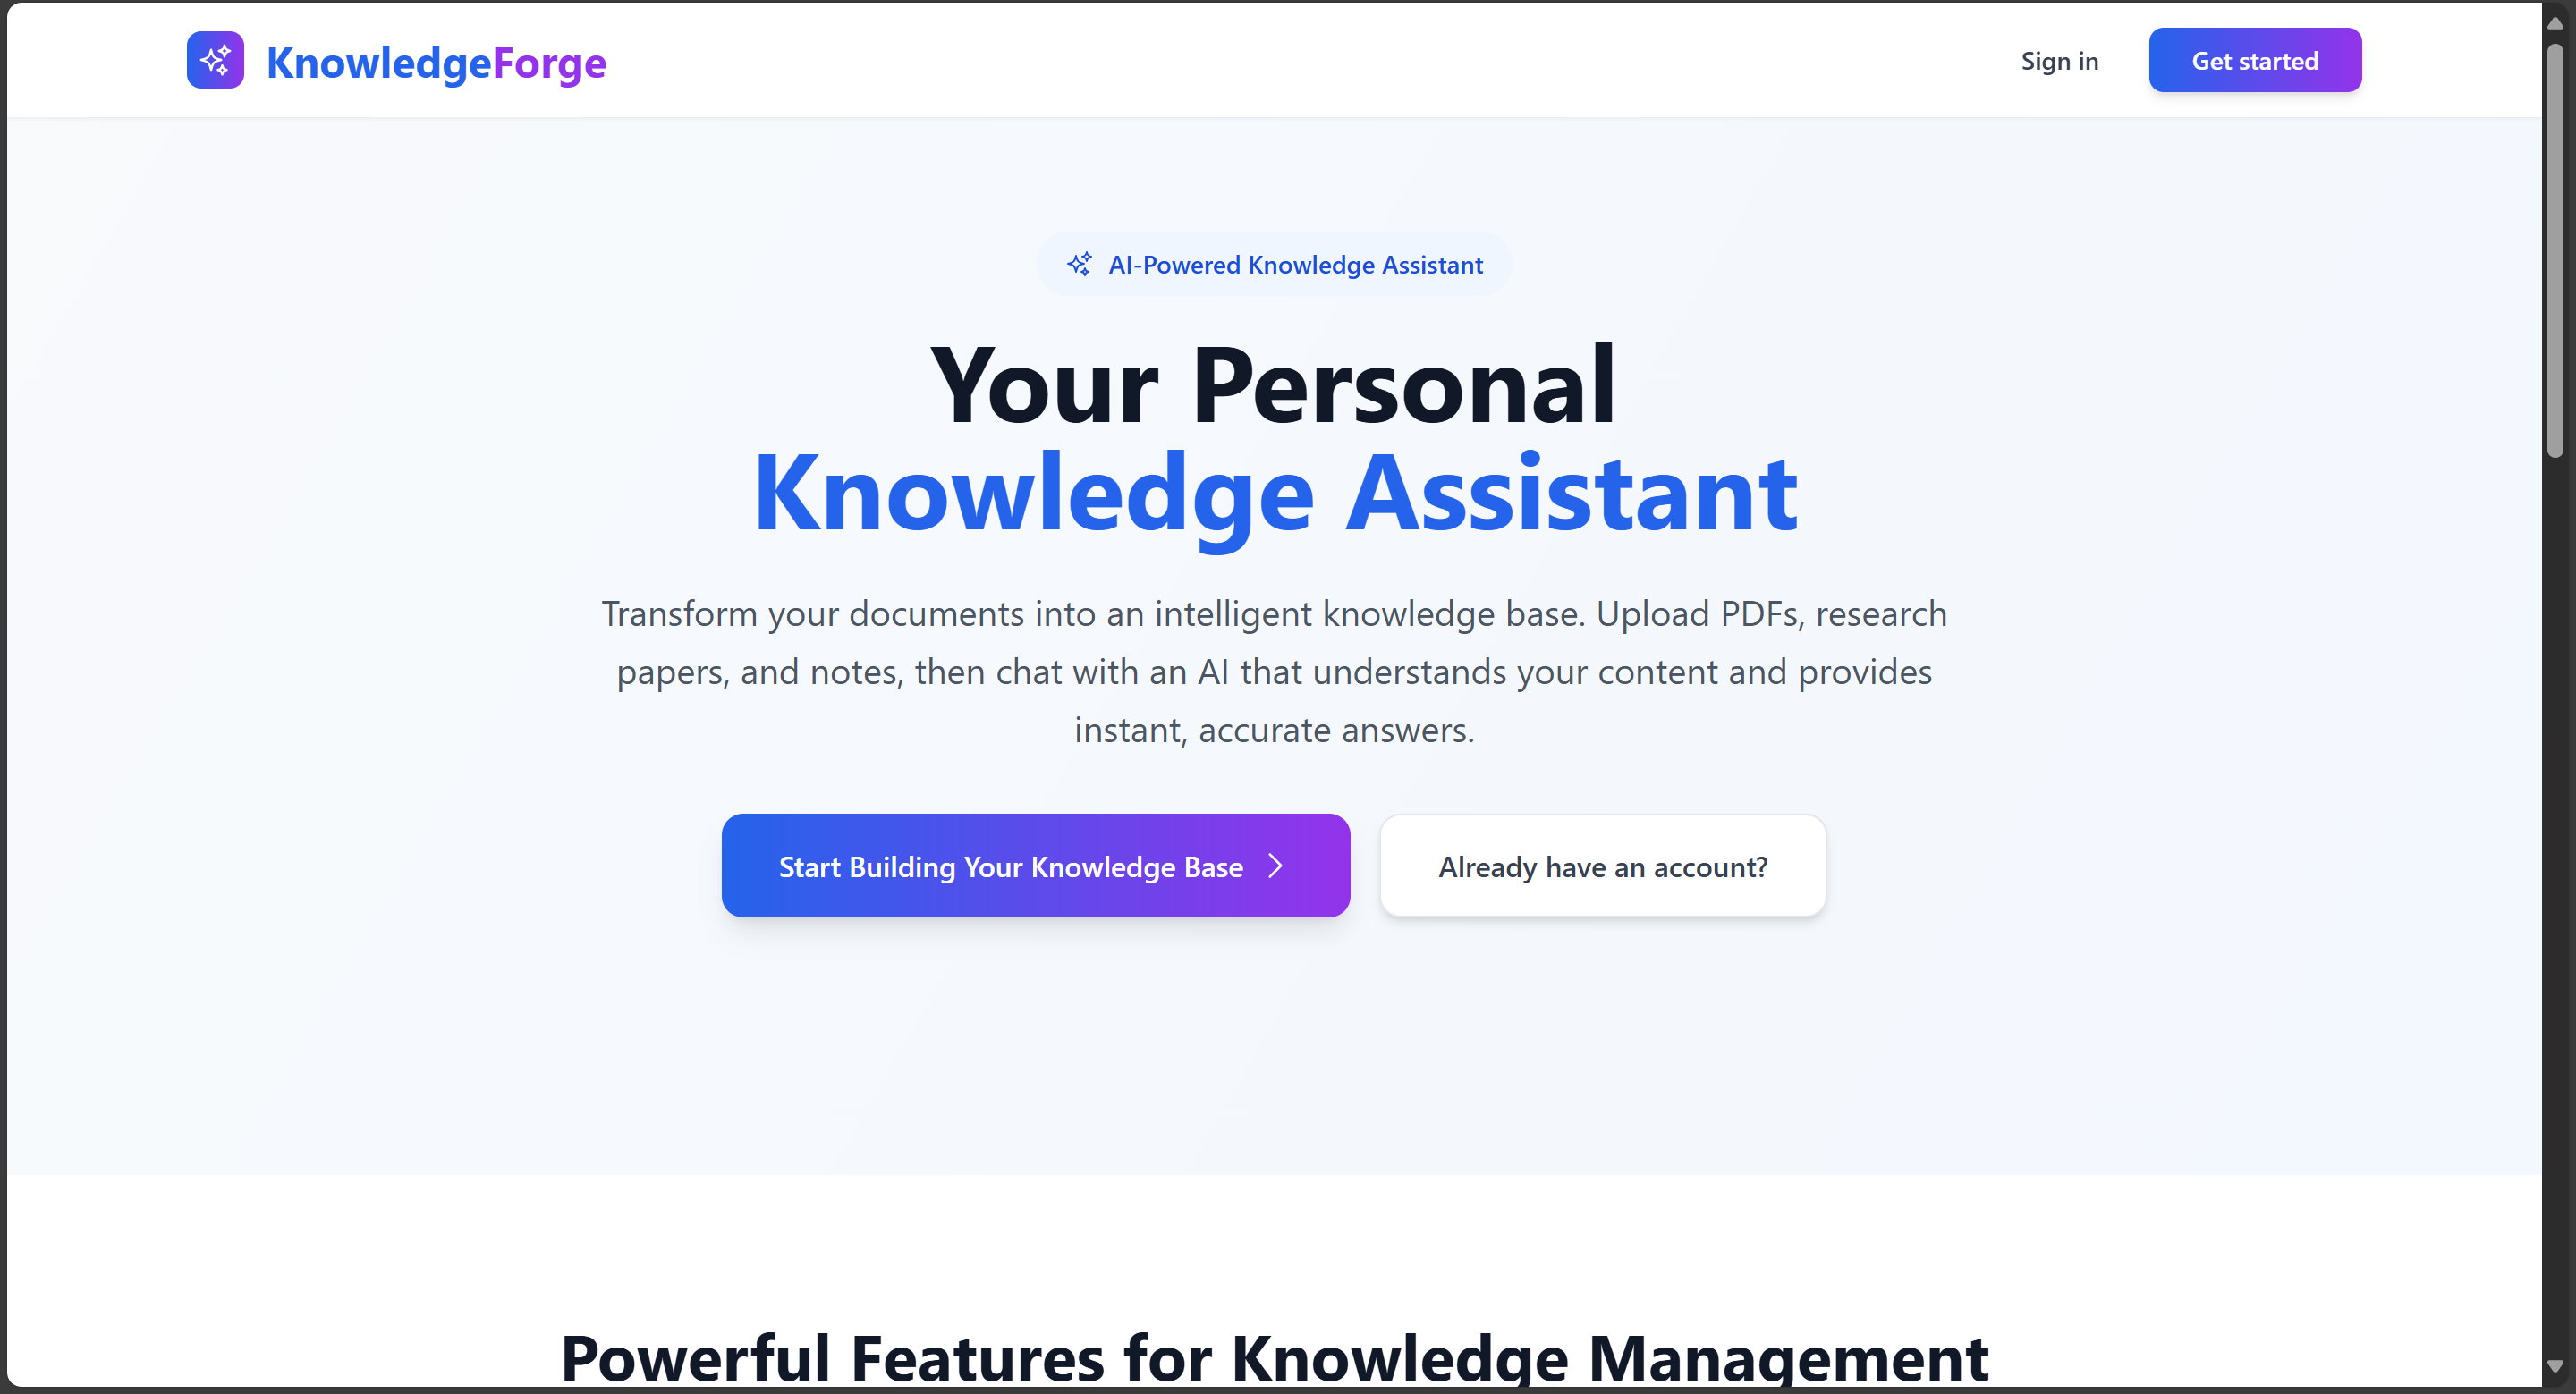 KnowledgeForge
Sign in
Get started
AI-Powered Knowledge Assistant
Your Personal
Knowledge Assistant
Transform your documents into an intelligent knowledge base. Upload PDFs, research
papers, and notes, then chat with an AI that understands your content and provides
instant, accurate answers.
Start Building Your Knowledge Base
Already have an account?
Powerful Features for Knowledge Management